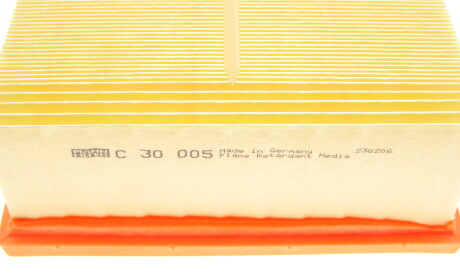 MANN FILTER C 30 005 Made in Germany 230206
Flame Retardant Media